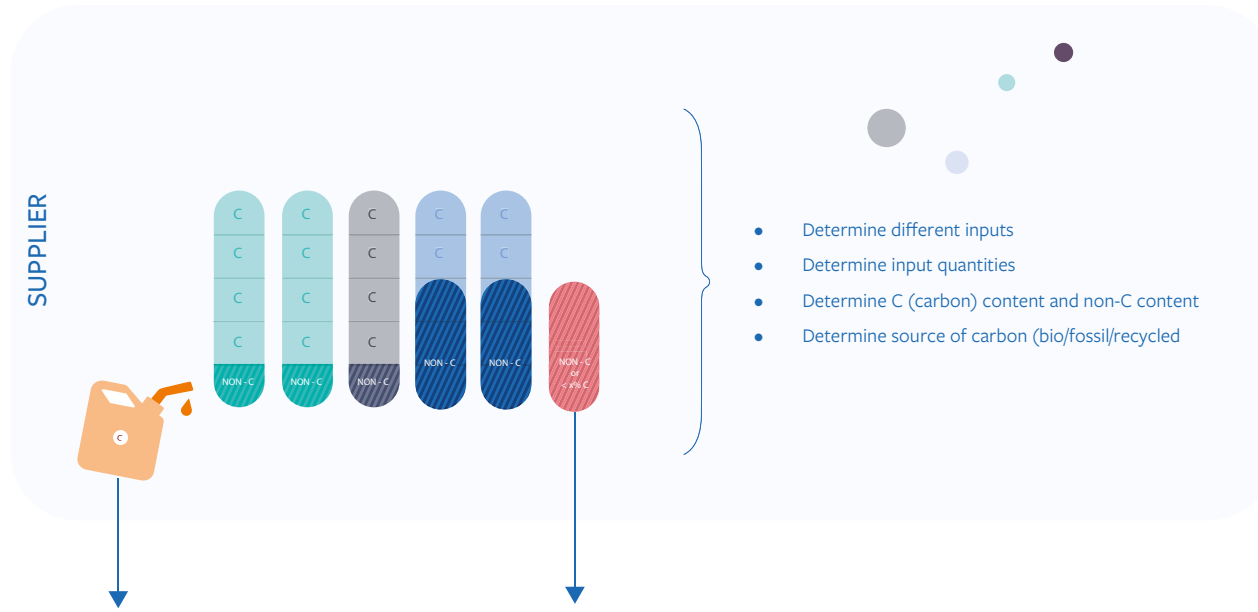 SUPPLIER
C C C C C
C C C C C
C C C
C C C
NON - C NON - C NON - C NON - C NON - C
NON - C
or
< x% C
C
• Determine different inputs
• Determine input quantities
• Determine C (carbon) content and non-C content
• Determine source of carbon (bio/fossil/recycled